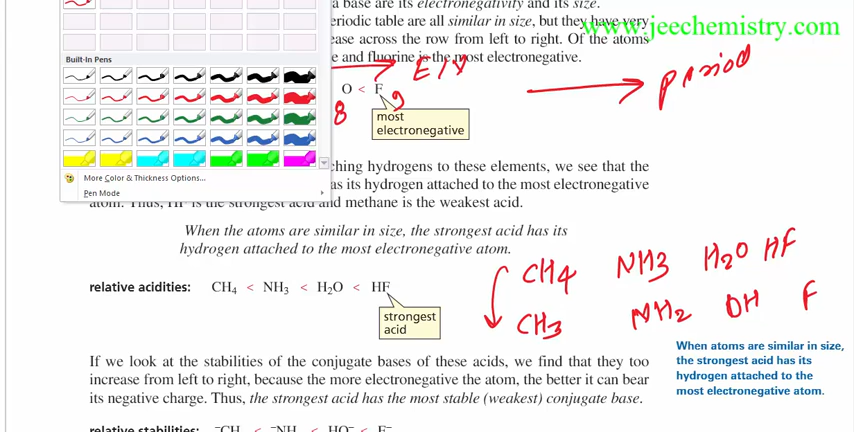 a base are its electronegativity and its size.
eriodic table are all similar in size, but they have very
www.jeechemistry.com
ease across the row from left to right. Of the atoms
e and fluorine is the most electronegative.
Built-In Pens
E/N
period
O < F
8 9
most
electronegative
ching hydrogens to these elements, we see that the
More Color & Thickness Options...
as its hydrogen attached to the most electronegative
Pen Mode
atom. Thus, HF is the strongest acid and methane is the weakest acid.
When the atoms are similar in size, the strongest acid has its
hydrogen attached to the most electronegative atom.
CH4 NH3 H2O HF
relative acidities: CH₄ < NH₃ < H₂O < HF
strongest
acid
CH3 NH2 OH F
When atoms are similar in size,
the strongest acid has its
hydrogen attached to the
most electronegative atom.
If we look at the stabilities of the conjugate bases of these acids, we find that they too
increase from left to right, because the more electronegative the atom, the better it can bear
its negative charge. Thus, the strongest acid has the most stable (weakest) conjugate base.
relative stabilities: ⁻CH < ⁻NH < HO⁻ < F⁻